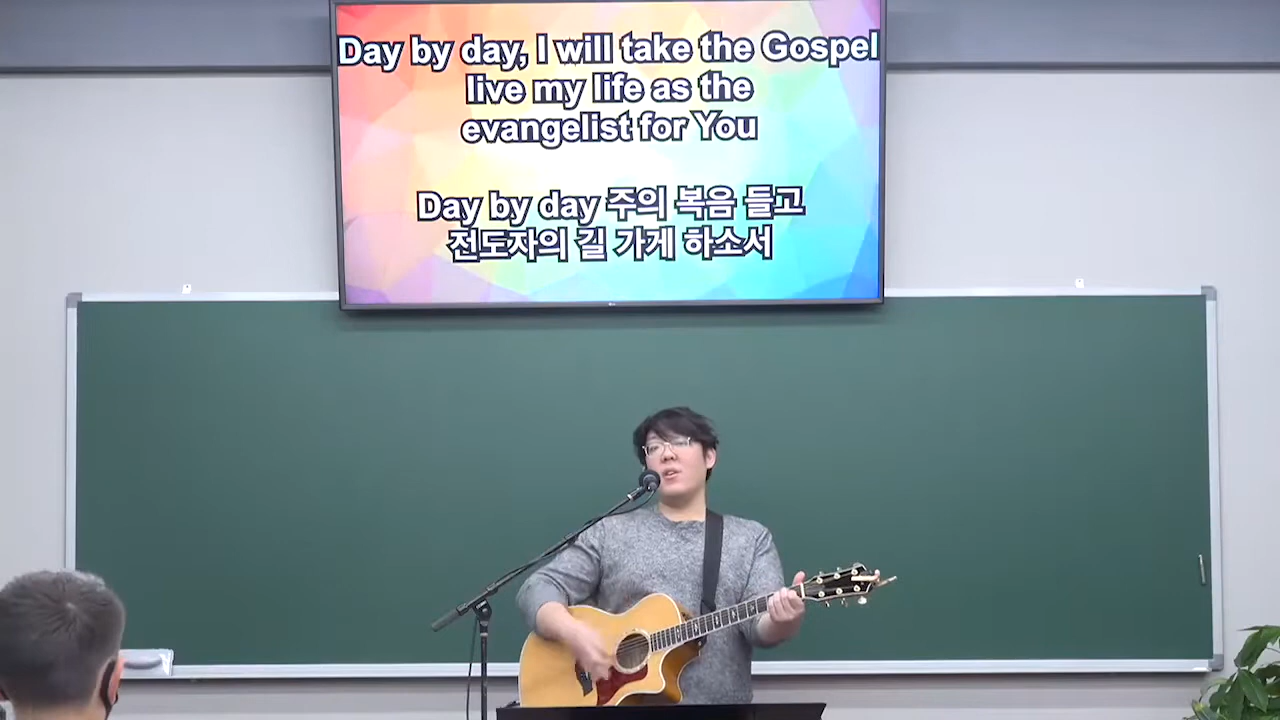 Day by day, I will take the Gospel
live my life as the
evangelist for You
Day by day 주의 복음 들고
전도자의 길 가게 하소서